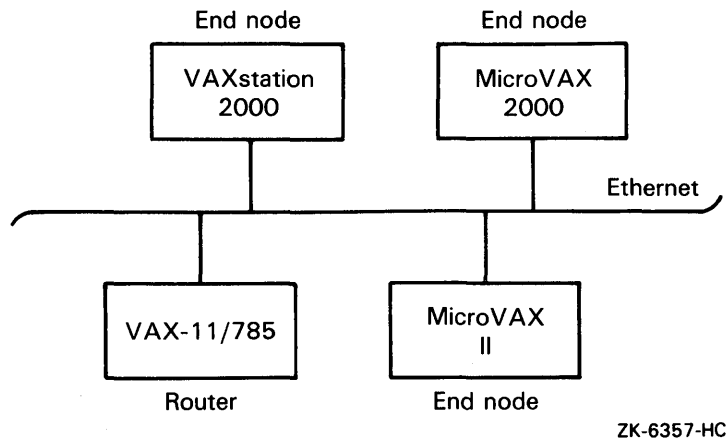 End node
End node
VAXstation
2000
MicroVAX
2000
Ethernet
VAX-11/785
MicroVAX
II
Router
End node
ZK-6357-HC